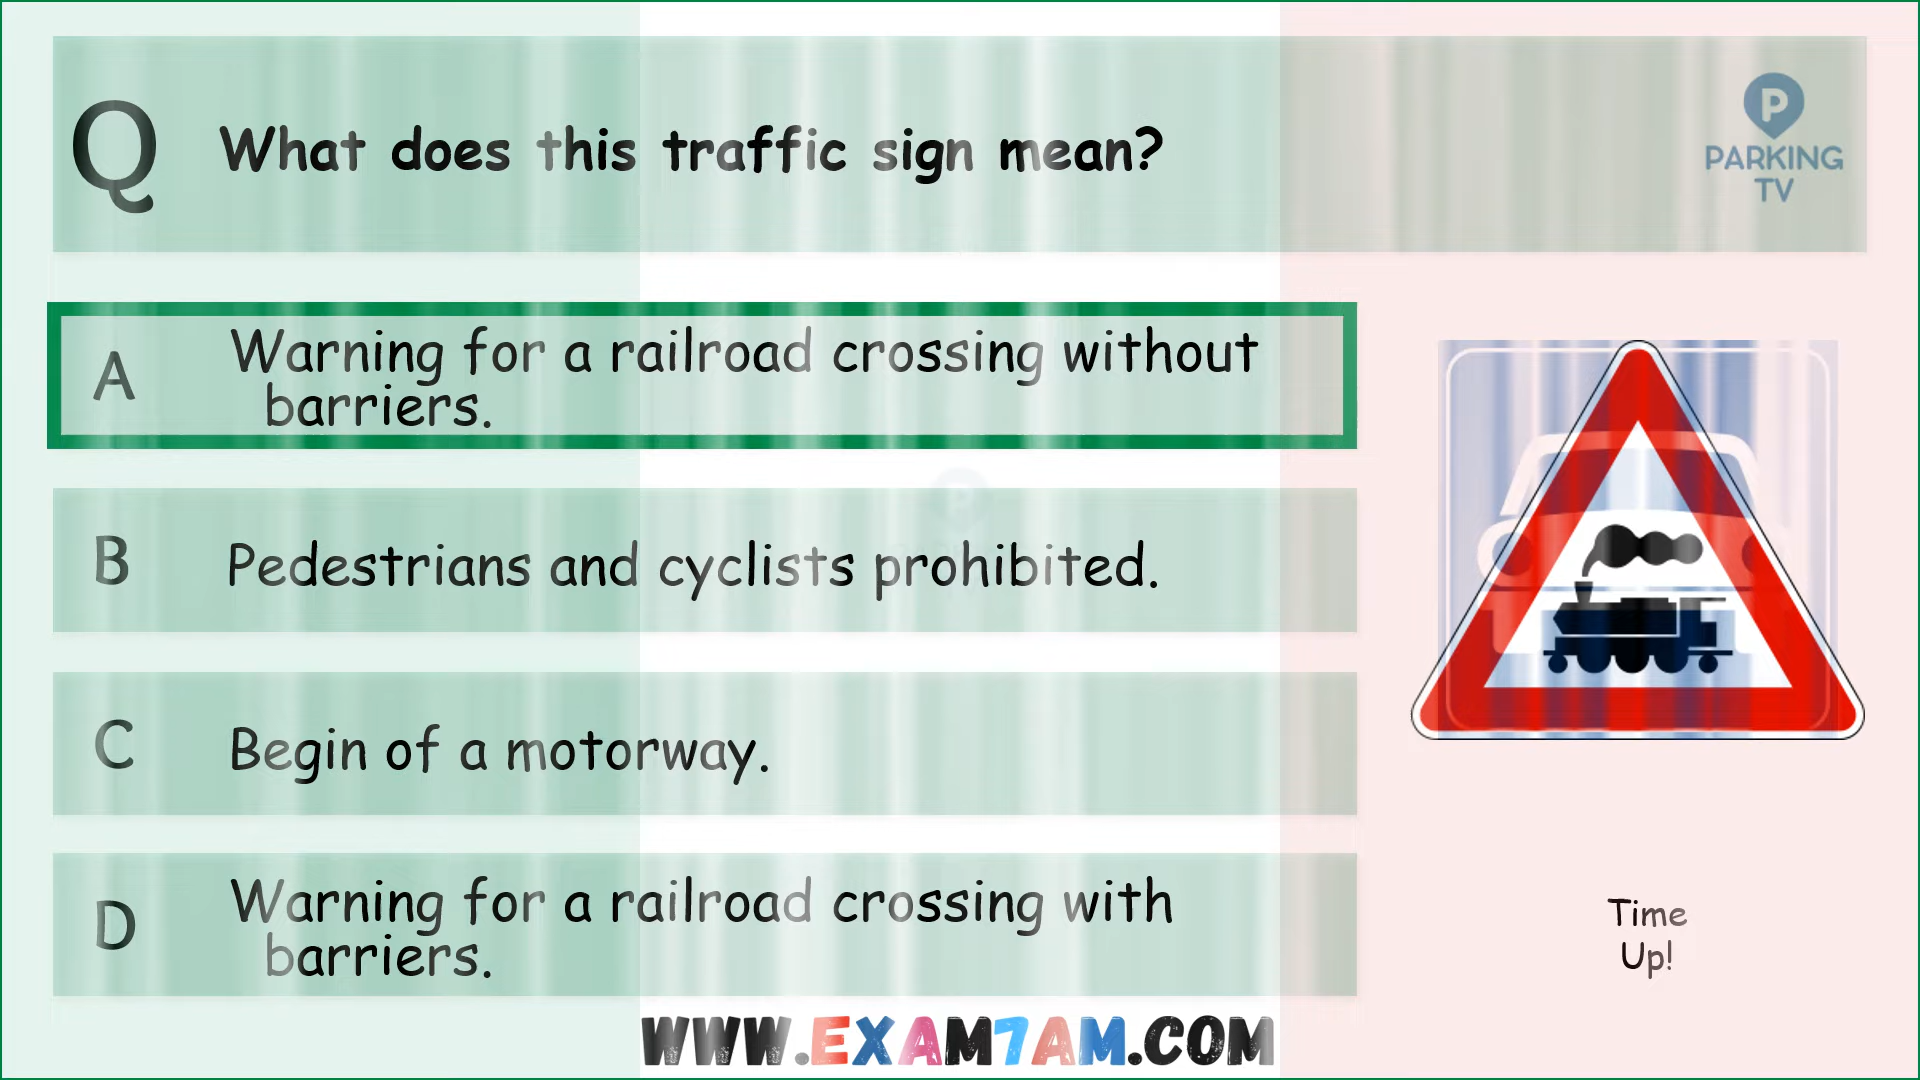 Q What does this traffic sign mean?
P
PARKING
TV
A Warning for a railroad crossing without
barriers.
B Pedestrians and cyclists prohibited.
C Begin of a motorway.
D Warning for a railroad crossing with
barriers.
Time
Up!
WWW.EXAM7AM.COM